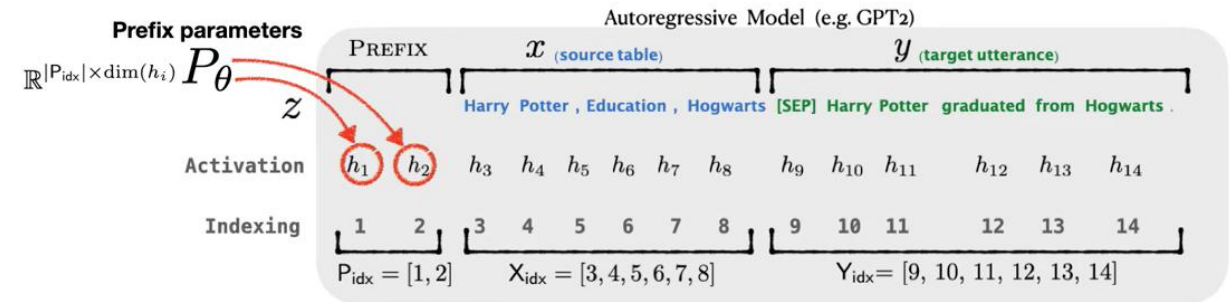 Autoregressive Model (e.g. GPT2)
Prefix parameters
PREFIX x (source table) y (target utterance)
ℝ^{|P_idx|×dim(h_i)} P_θ
z Harry Potter , Education , Hogwarts [SEP] Harry Potter graduated from Hogwarts .
Activation h₁ h₂ h₃ h₄ h₅ h₆ h₇ h₈ h₉ h₁₀ h₁₁ h₁₂ h₁₃ h₁₄
Indexing 1 2 3 4 5 6 7 8 9 10 11 12 13 14
P_idx = [1, 2] X_idx = [3, 4, 5, 6, 7, 8] Y_idx = [9, 10, 11, 12, 13, 14]